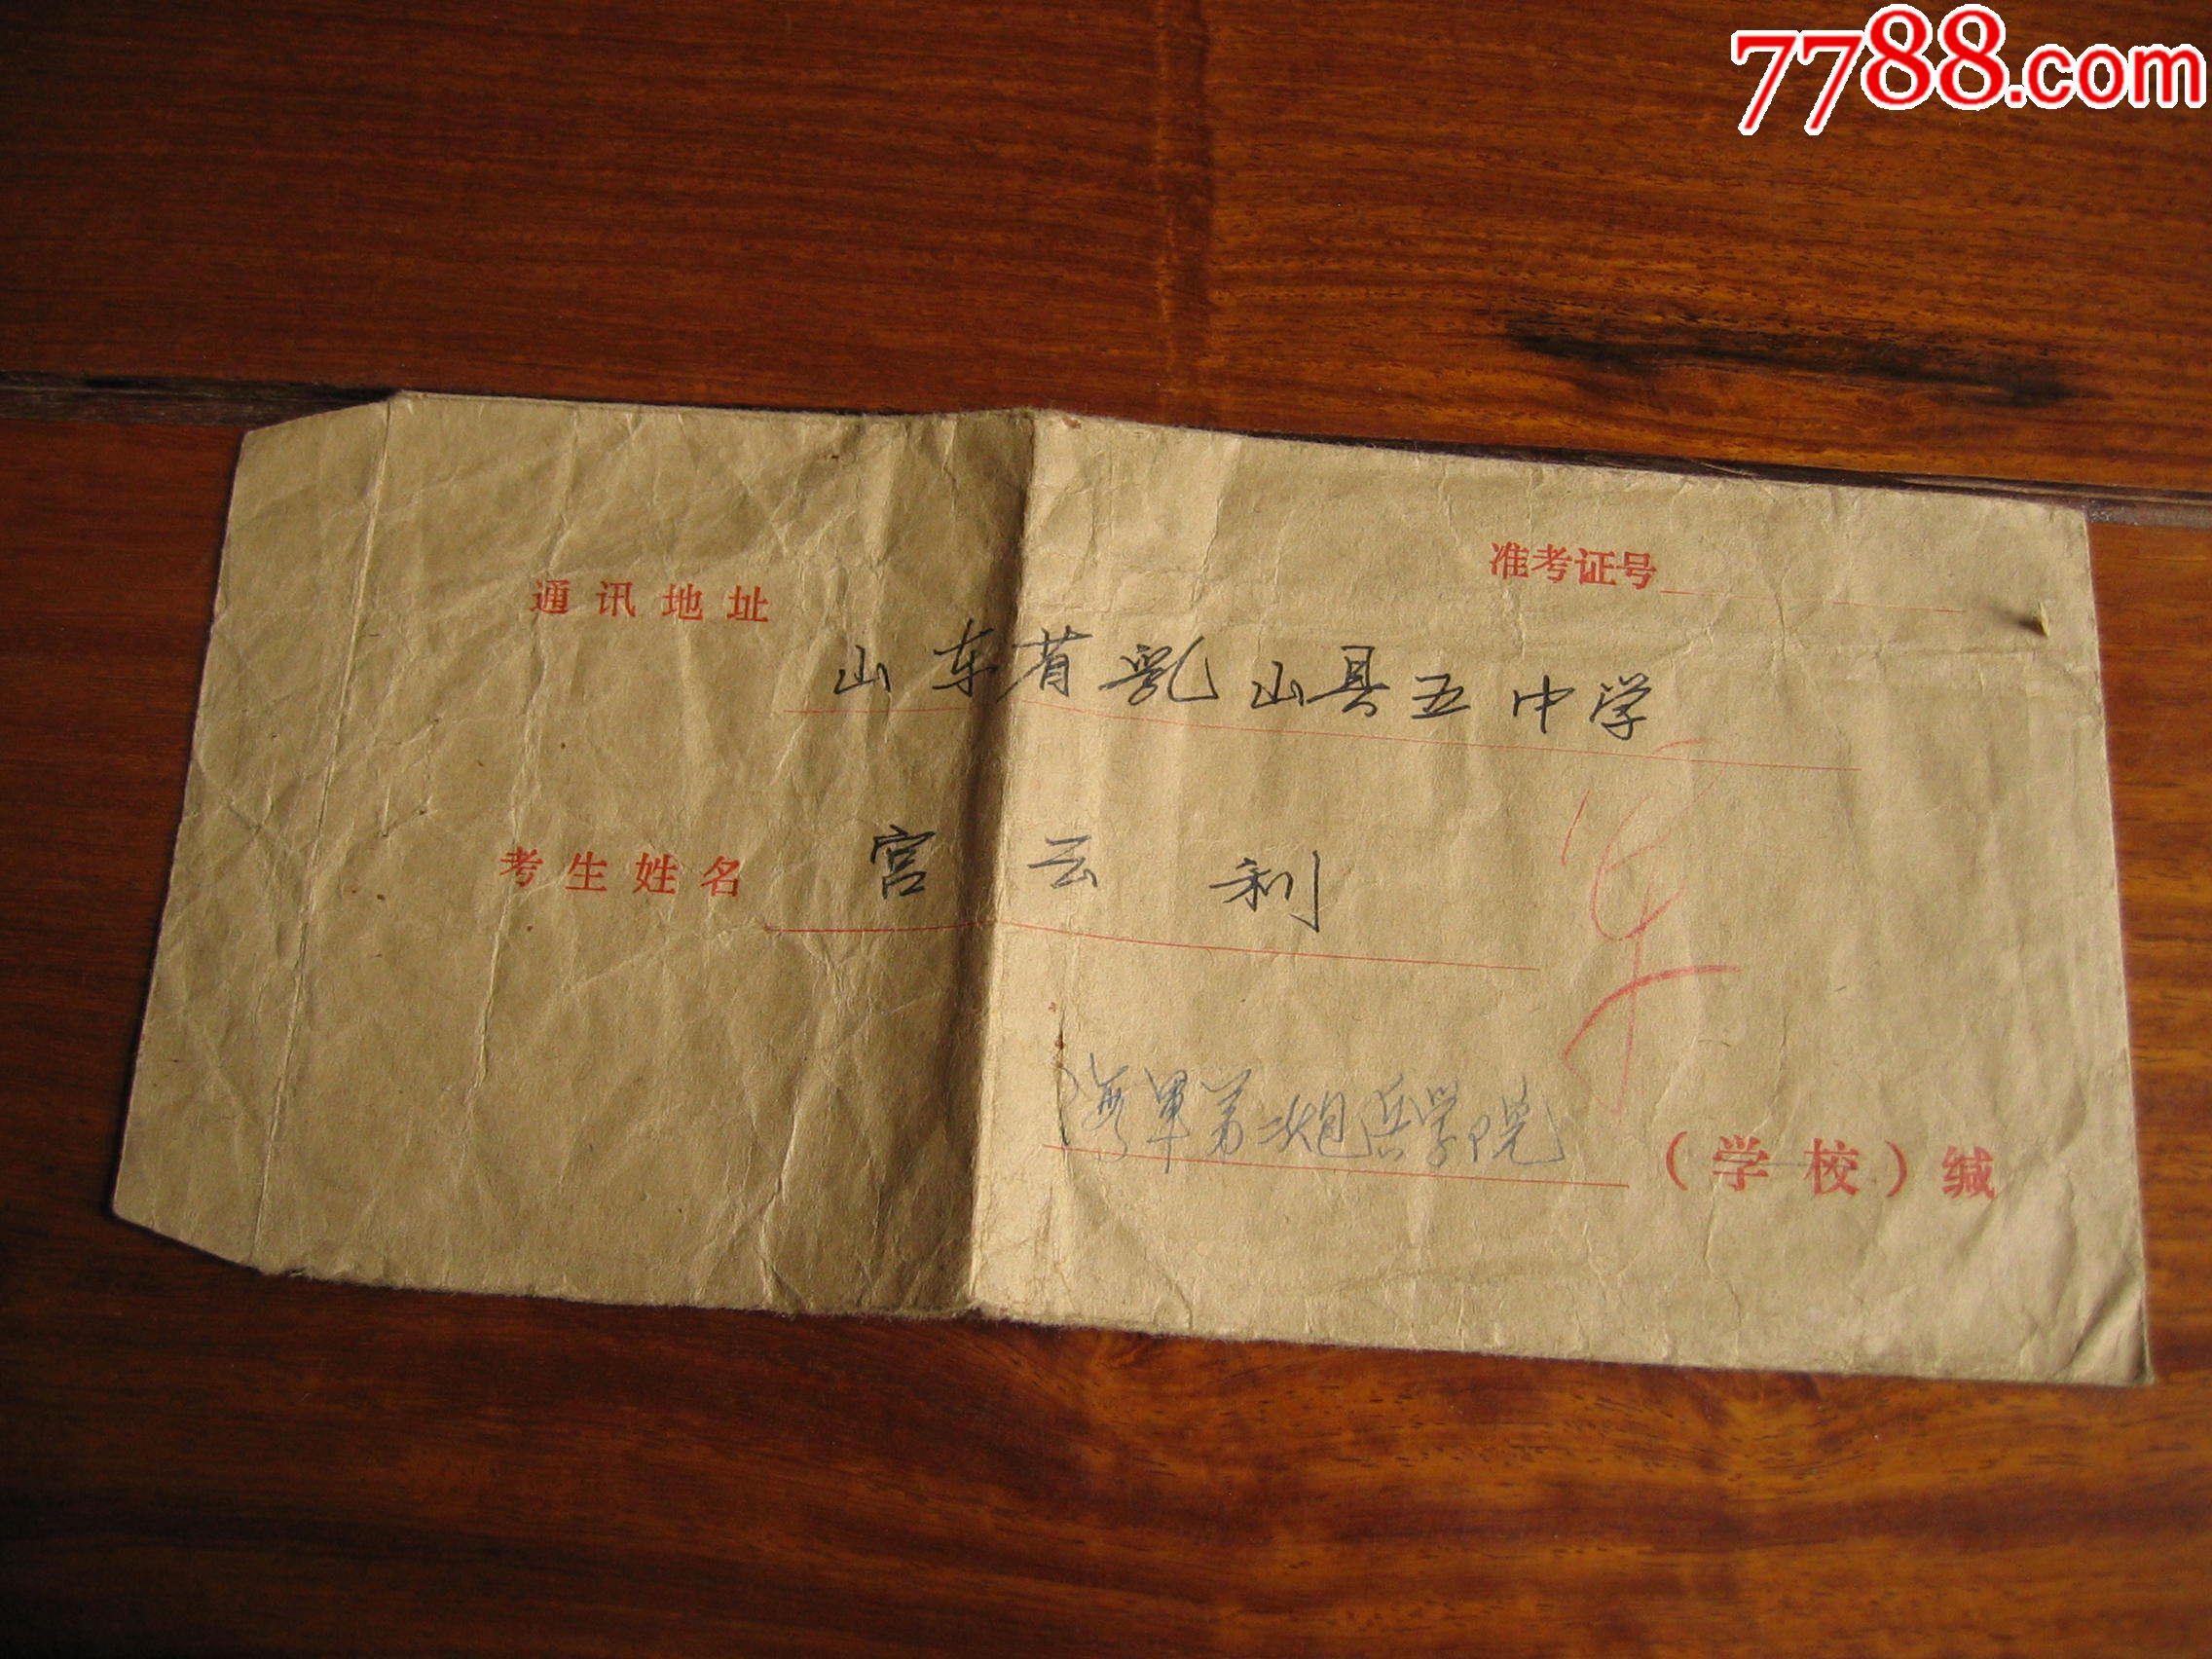 7788.com
准考证号
通讯地址 山东省乳山县五中学
考生姓名 宫云利
军
海军第二炮兵学院（学校）缄